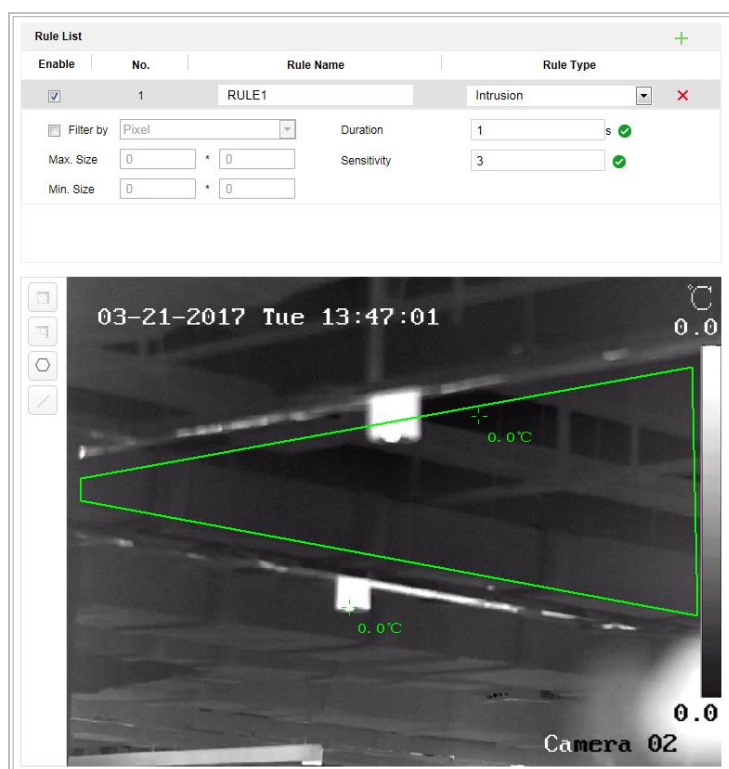 Rule List
Enable No. Rule Name Rule Type
1 RULE1 Intrusion
Filter by Pixel Duration 1 s
Max. Size 0 * 0 Sensitivity 3
Min. Size 0 * 0
℃
03-21-2017 Tue 13:47:01
0.0
0.0℃
0.0℃
0.0
Camera 02